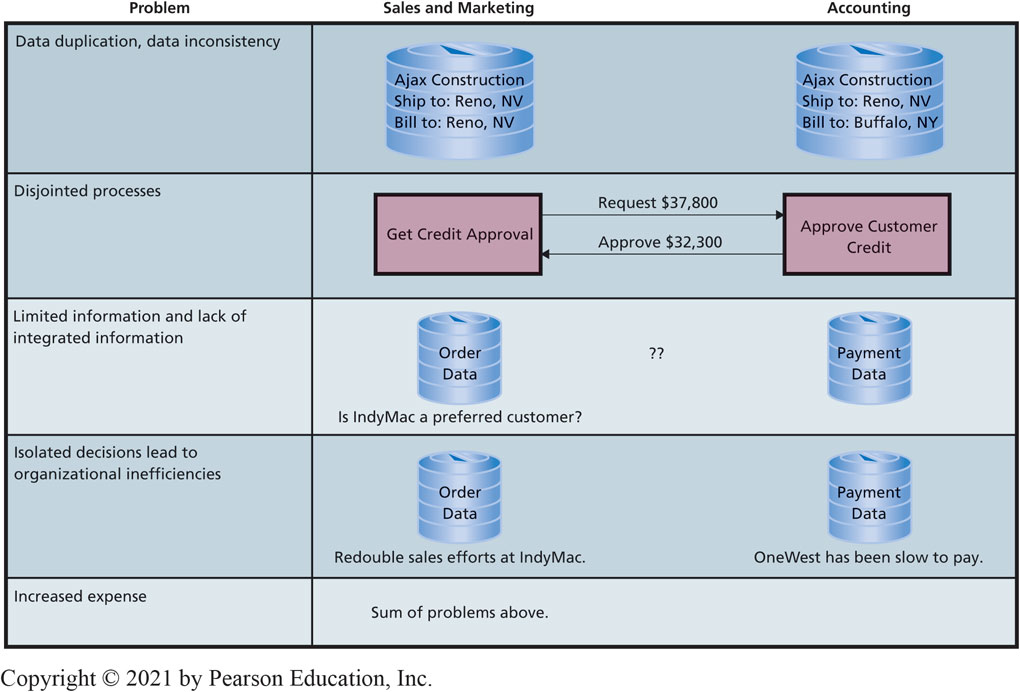 Problem
Sales and Marketing
Accounting
Data duplication, data inconsistency
Ajax Construction
Ship to: Reno, NV
Bill to: Reno, NV
Ajax Construction
Ship to: Reno, NV
Bill to: Buffalo, NY
Disjointed processes
Get Credit Approval
Request $37,800
Approve $32,300
Approve Customer
Credit
Limited information and lack of
integrated information
Order
Data
Is IndyMac a preferred customer?
??
Payment
Data
Isolated decisions lead to
organizational inefficiencies
Order
Data
Redouble sales efforts at IndyMac.
Payment
Data
OneWest has been slow to pay.
Increased expense
Sum of problems above.
Copyright © 2021 by Pearson Education, Inc.